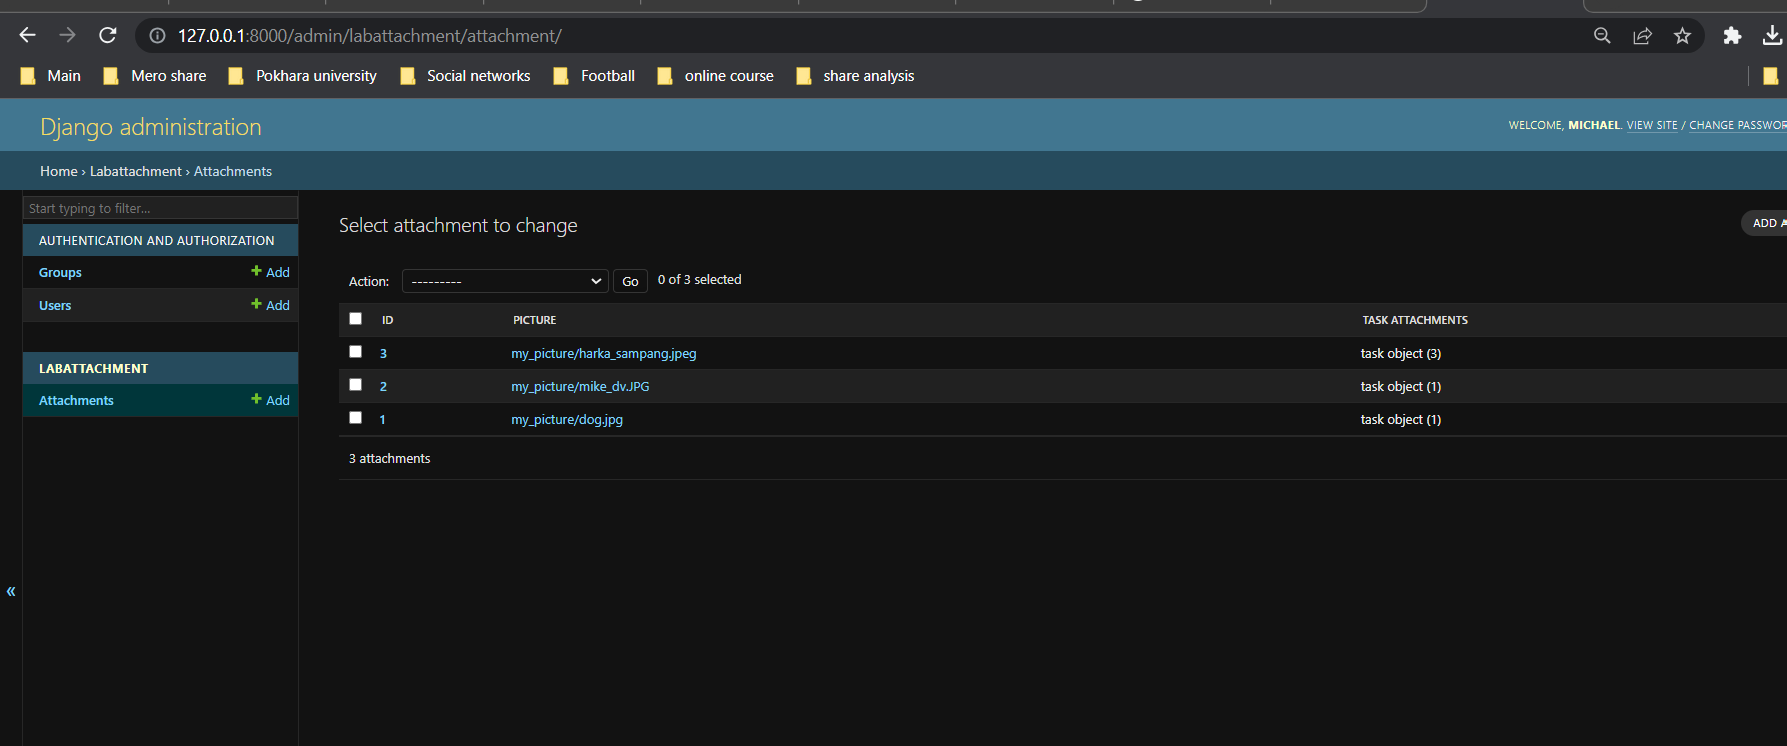 127.0.0.1:8000/admin/labattachment/attachment/
Main Mero share Pokhara university Social networks Football online course share analysis
Django administration
WELCOME, MICHAEL. VIEW SITE / CHANGE PASSWOR
Home › Labattachment › Attachments
Start typing to filter...
AUTHENTICATION AND AUTHORIZATION
Groups + Add
Users + Add
LABATTACHMENT
Attachments + Add
«
Select attachment to change
ADD A
Action: --------- Go 0 of 3 selected
ID PICTURE TASK ATTACHMENTS
3 my_picture/harka_sampang.jpeg task object (3)
2 my_picture/mike_dv.JPG task object (1)
1 my_picture/dog.jpg task object (1)
3 attachments